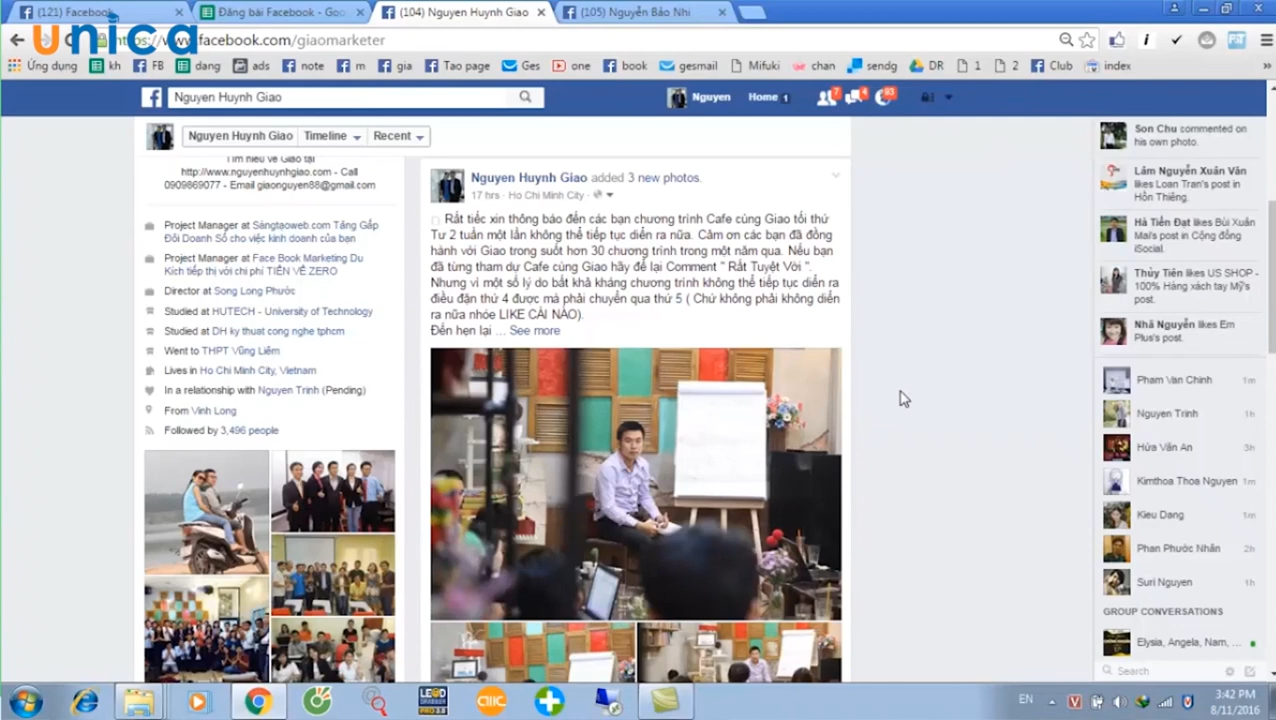 (121) Facebook
Đăng bài Facebook - Goo
(104) Nguyen Huynh Giao
(105) Nguyễn Bảo Nhi
unica
https://www.facebook.com/giaomarketer
Ứng dụng kh FB dang ads note m gia Tao page Ges one book gesmail Mifuki chan sendg DR 1 2 Club index
Nguyen Huynh Giao
Nguyen Home 1 7 4 93
Nguyen Huynh Giao Timeline Recent
Tìm hiểu về Giao tại
http://www.nguyenhuynhgiao.com - Call
0909869077 - Email giaonguyen88@gmail.com
Project Manager at Sángtaoweb.com Tăng Gấp
Đôi Doanh Số cho việc kinh doanh của bạn
Project Manager at Face Book Marketing Du
Kích tiếp thị với chi phí TIẾN VỀ ZERO
Director at Song Long Phước
Studied at HUTECH - University of Technology
Studied at DH ky thuat cong nghe tphcm
Went to THPT Vũng Liêm
Lives in Ho Chi Minh City, Vietnam
In a relationship with Nguyen Trinh (Pending)
From Vinh Long
Followed by 3,496 people
Nguyen Huynh Giao added 3 new photos.
17 hrs · Ho Chi Minh City ·
Rất tiếc xin thông báo đến các bạn chương trình Cafe cùng Giao tối thứ
Tư 2 tuần một lần không thể tiếp tục diễn ra nữa. Cảm ơn các bạn đã đồng
hành với Giao trong suốt hơn 30 chương trình trong một năm qua. Nếu bạn
đã từng tham dự Cafe cùng Giao hãy để lại Comment " Rất Tuyệt Vời ".
Nhưng vì một số lý do bất khả kháng chương trình không thể tiếp tục diển ra
điều đặn thứ 4 được mà phải chuyển qua thứ 5 ( Chứ không phải không diển
ra nữa nhóe LIKE CÁI NÀO).
Đến hẹn lại ... See more
Son Chu commented on
his own photo.
Lâm Nguyễn Xuân Văn
likes Loan Tran's post in
Hồn Thiêng.
Hà Tiến Đạt likes Bùi Xuân
Mai's post in Cộng đồng
iSocial.
Thủy Tiên likes US SHOP -
100% Hàng xách tay Mỹ's
post.
Nhã Nguyễn likes Em
Plus's post.
Pham Van Chinh 1m
Nguyen Trinh 1h
Hứa Văn An 3h
Kimthoa Thoa Nguyen 1m
Kieu Dang 1m
Phan Phước Nhân 2h
Suri Nguyen 1h
GROUP CONVERSATIONS
Elysia, Angela, Nam, ...
Search
EN
3:42 PM
8/11/2016